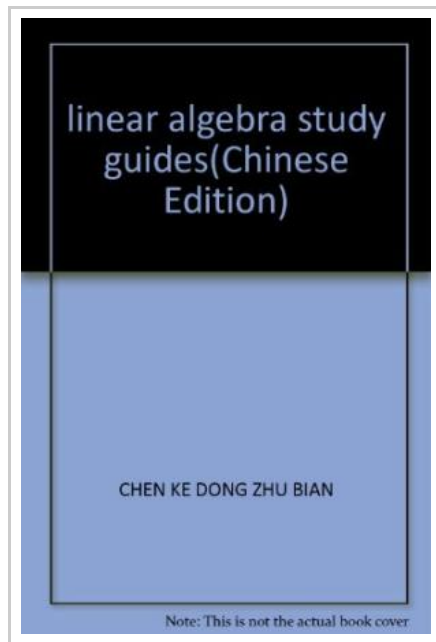 linear algebra study
guides(Chinese
Edition)
CHEN KE DONG ZHU BIAN
Note: This is not the actual book cover